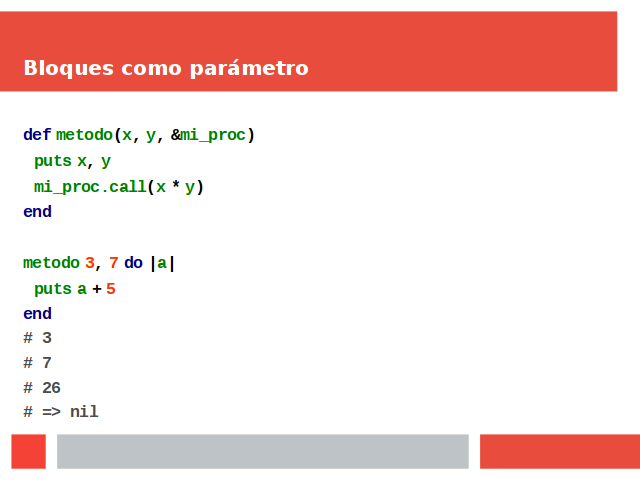 Bloques como parámetro
def metodo(x, y, &mi_proc)
puts x, y
mi_proc.call(x * y)
end
metodo 3, 7 do |a|
puts a + 5
end
# 3
# 7
# 26
# => nil